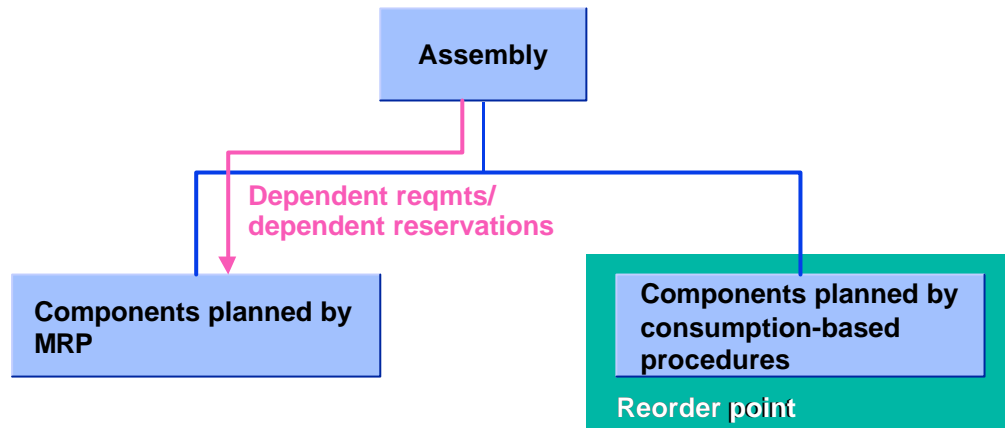 Assembly
Dependent reqmts/
dependent reservations
Components planned by
MRP
Components planned by
consumption-based
procedures
Reorder point